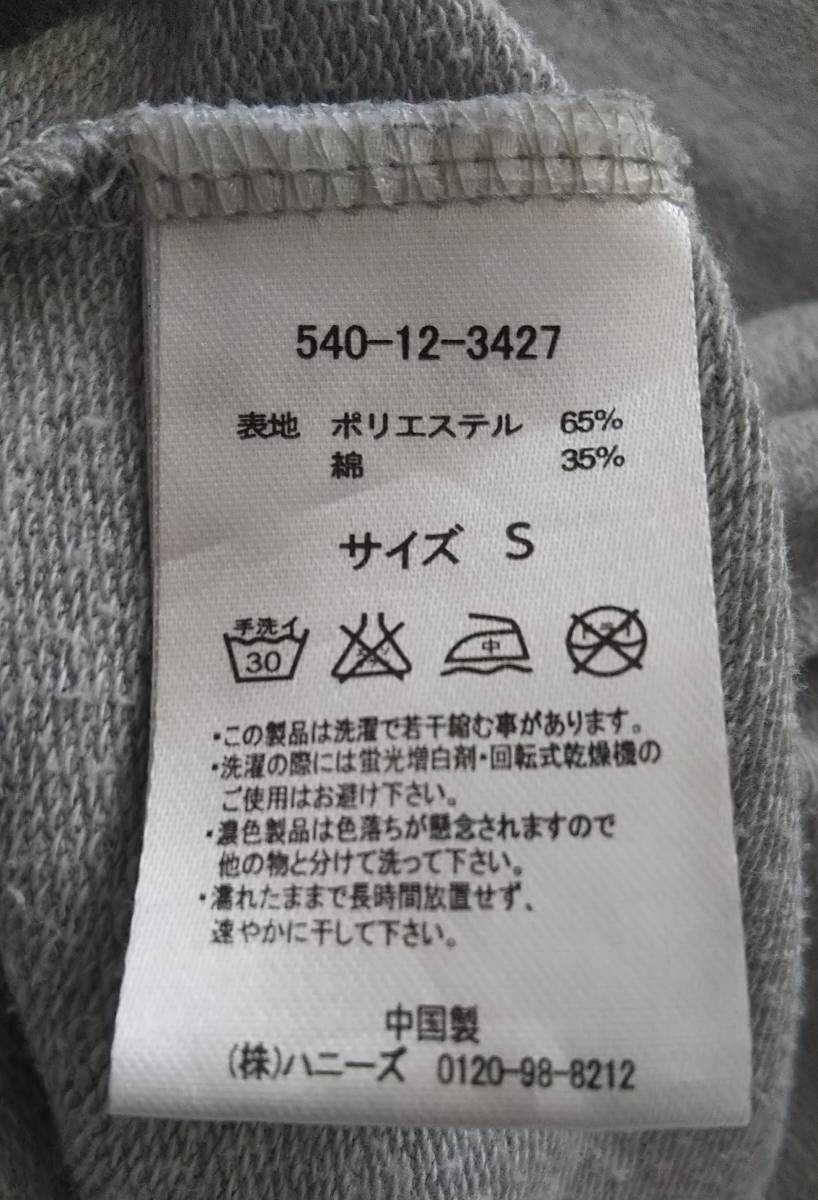 540-12-3427
表地 ポリエステル 65%
綿 35%
サイズ S
手洗イ
30
中
ドライ
・この製品は洗濯で若干縮む事があります。
・洗濯の際には蛍光増白剤・回転式乾燥機の
ご使用はお避け下さい。
・濃色製品は色落ちが懸念されますので
他の物と分けて洗って下さい。
・濡れたままで長時間放置せず、
速やかに干して下さい。
中国製
(株)ハニーズ 0120-98-8212